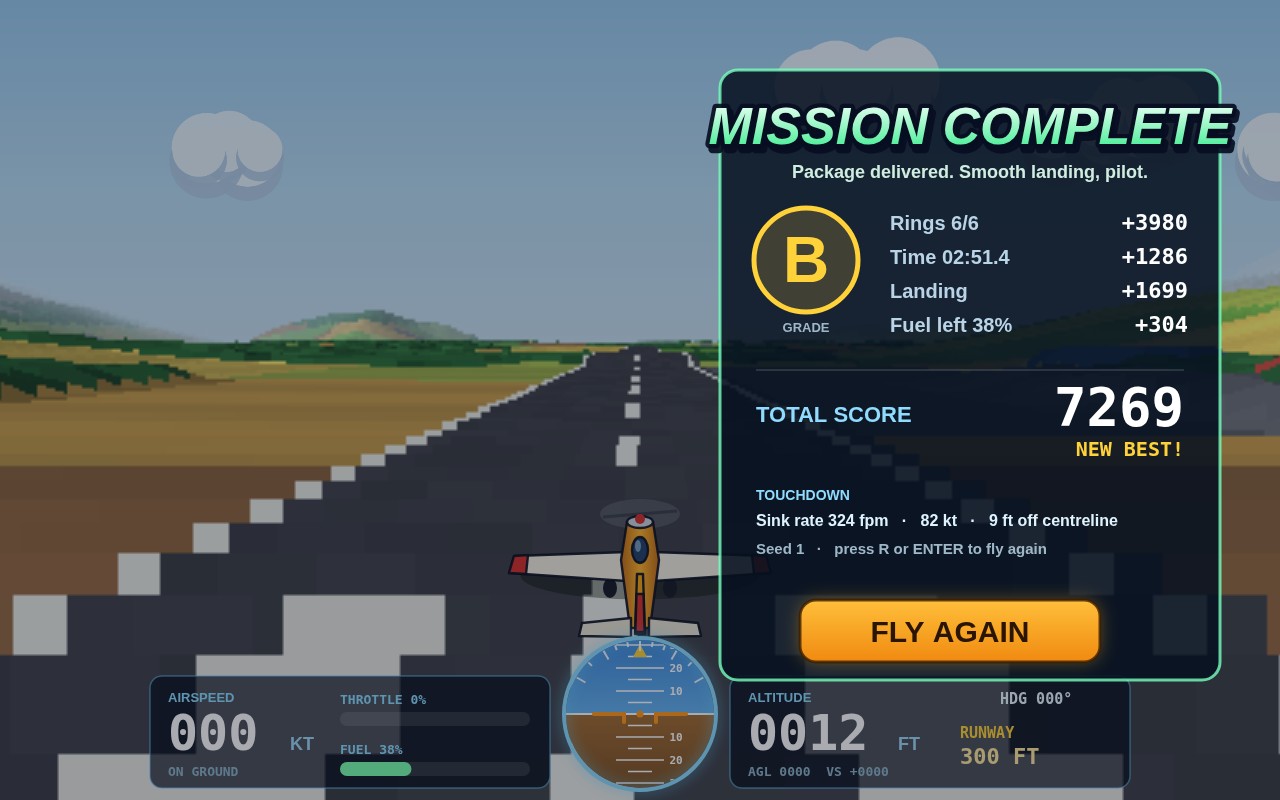 MISSION COMPLETE
Package delivered. Smooth landing, pilot.
B
GRADE
Rings 6/6 +3980
Time 02:51.4 +1286
Landing +1699
Fuel left 38% +304
TOTAL SCORE 7269
NEW BEST!
TOUCHDOWN
Sink rate 324 fpm · 82 kt · 9 ft off centreline
Seed 1 · press R or ENTER to fly again
FLY AGAIN
AIRSPEED
000 KT
ON GROUND
THROTTLE 0%
FUEL 38%
20
10
10
20
ALTITUDE
0012 FT
AGL 0000 VS +0000
HDG 000°
RUNWAY
300 FT